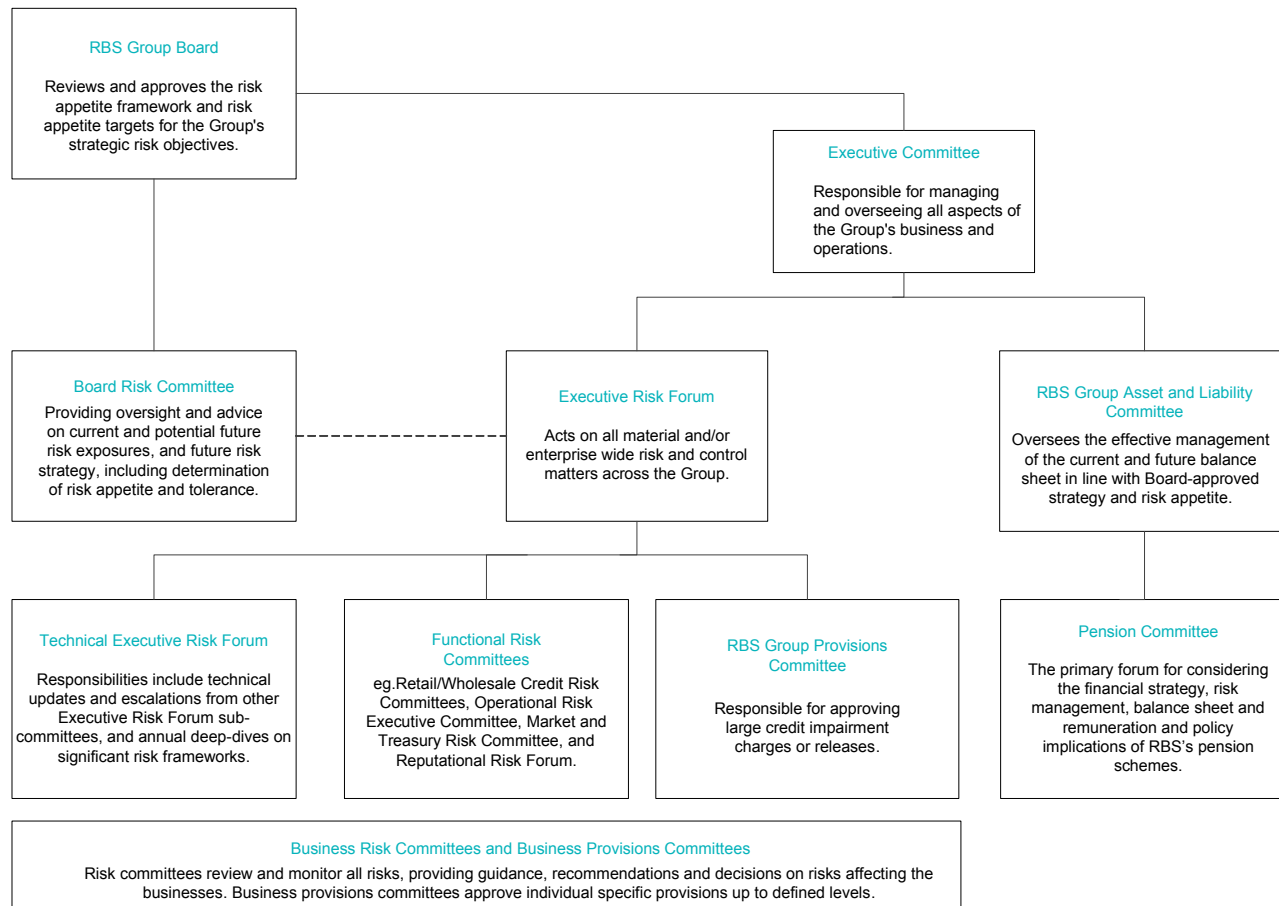 RBS Group Board
Reviews and approves the risk
appetite framework and risk
appetite targets for the Group's
strategic risk objectives.
Executive Committee
Responsible for managing
and overseeing all aspects of
the Group's business and
operations.
Board Risk Committee
Providing oversight and advice
on current and potential future
risk exposures, and future risk
strategy, including determination
of risk appetite and tolerance.
Executive Risk Forum
Acts on all material and/or
enterprise wide risk and control
matters across the Group.
RBS Group Asset and Liability
Committee
Oversees the effective management
of the current and future balance
sheet in line with Board-approved
strategy and risk appetite.
Technical Executive Risk Forum
Responsibilities include technical
updates and escalations from other
Executive Risk Forum sub-
committees, and annual deep-dives on
significant risk frameworks.
Functional Risk
Committees
eg.Retail/Wholesale Credit Risk
Committees, Operational Risk
Executive Committee, Market and
Treasury Risk Committee, and
Reputational Risk Forum.
RBS Group Provisions
Committee
Responsible for approving
large credit impairment
charges or releases.
Pension Committee
The primary forum for considering
the financial strategy, risk
management, balance sheet and
remuneration and policy
implications of RBS’s pension
schemes.
Business Risk Committees and Business Provisions Committees
Risk committees review and monitor all risks, providing guidance, recommendations and decisions on risks affecting the
businesses. Business provisions committees approve individual specific provisions up to defined levels.